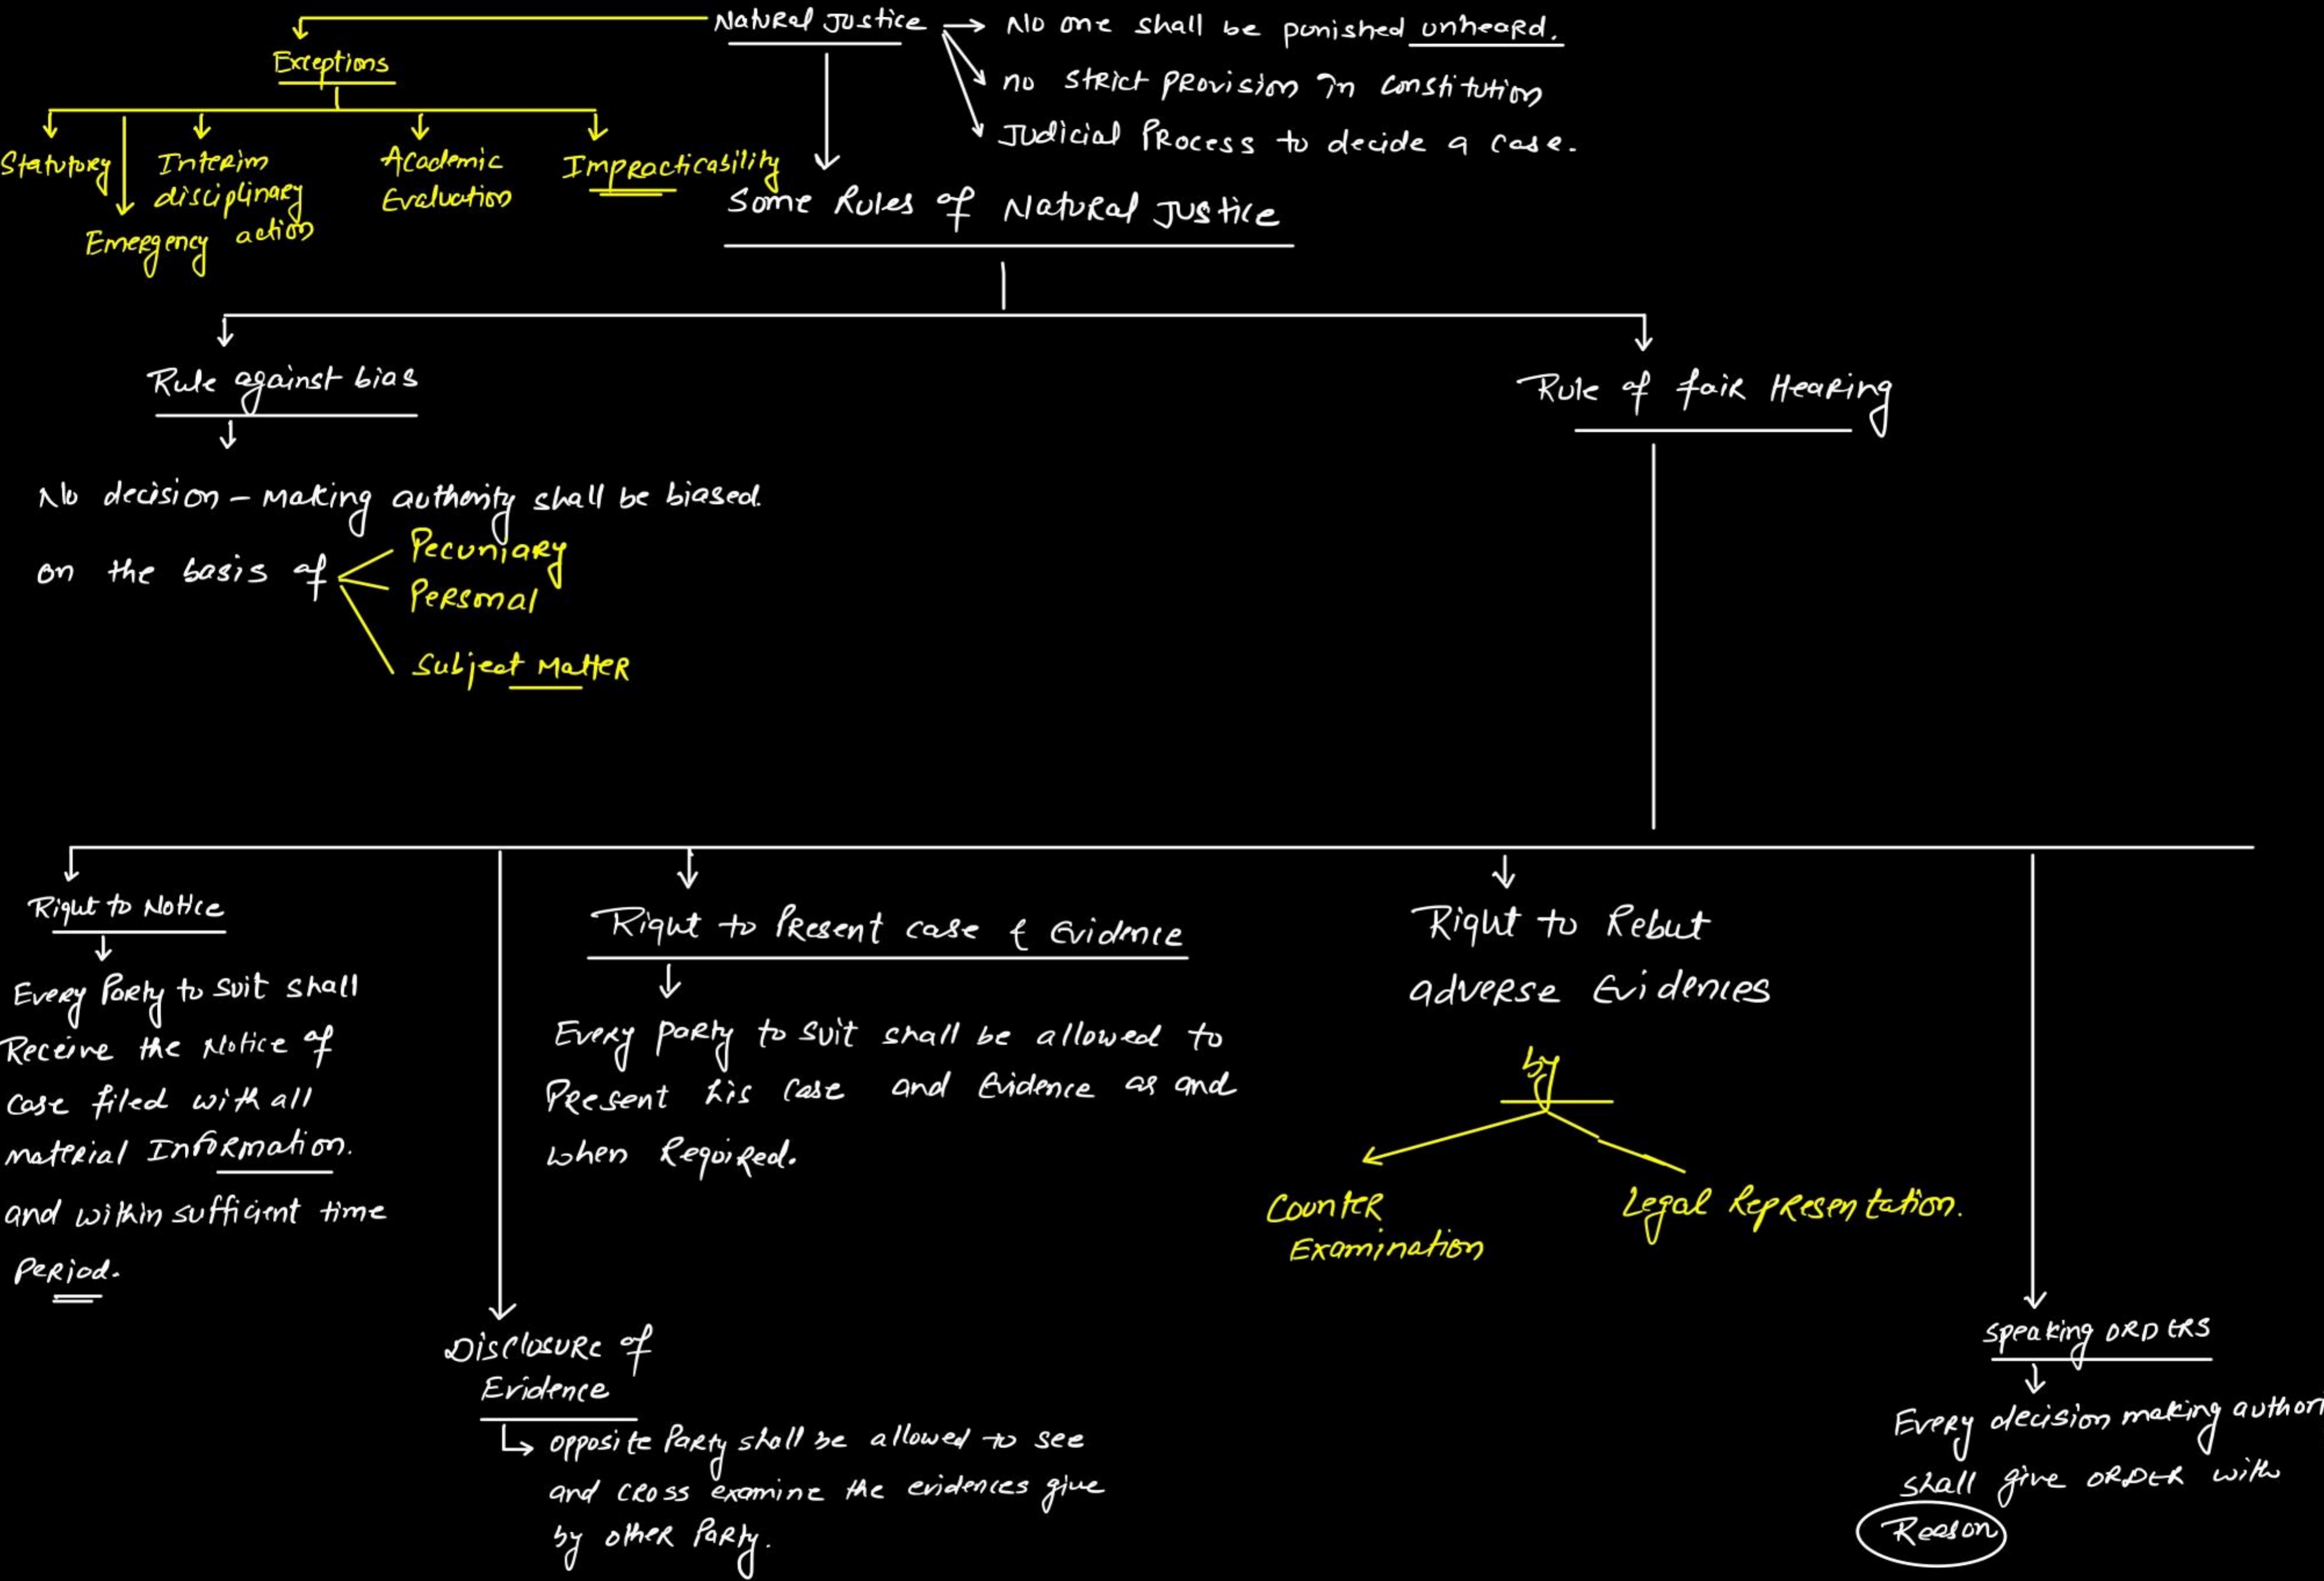 Natural Justice → No one shall be punished unheard.
no strict provision in constitution
Judicial Process to decide a case.
Exceptions
Statutory
Emergency
Interim
disciplinary
action
Academic
Evaluation
Impracticability
Some Rules of Natural Justice
Rule against bias
No decision - making authority shall be biased.
on the basis of
Pecuniary
Personal
Subject Matter
Rule of fair Hearing
Right to Notice
Every Party to suit shall
Receive the Notice of
case filed with all
material Information.
and within sufficient time
Period.
Disclosure of
Evidence
opposite Party shall be allowed to see
and cross examine the evidences give
by other Party.
Right to Present case & Evidence
Every party to suit shall be allowed to
Present his case and Evidence as and
when Required.
Right to Rebut
adverse Evidences
by
Counter
Examination
Legal Representation.
Speaking ORDERS
Every decision making authori
shall give ORDER with
Reason